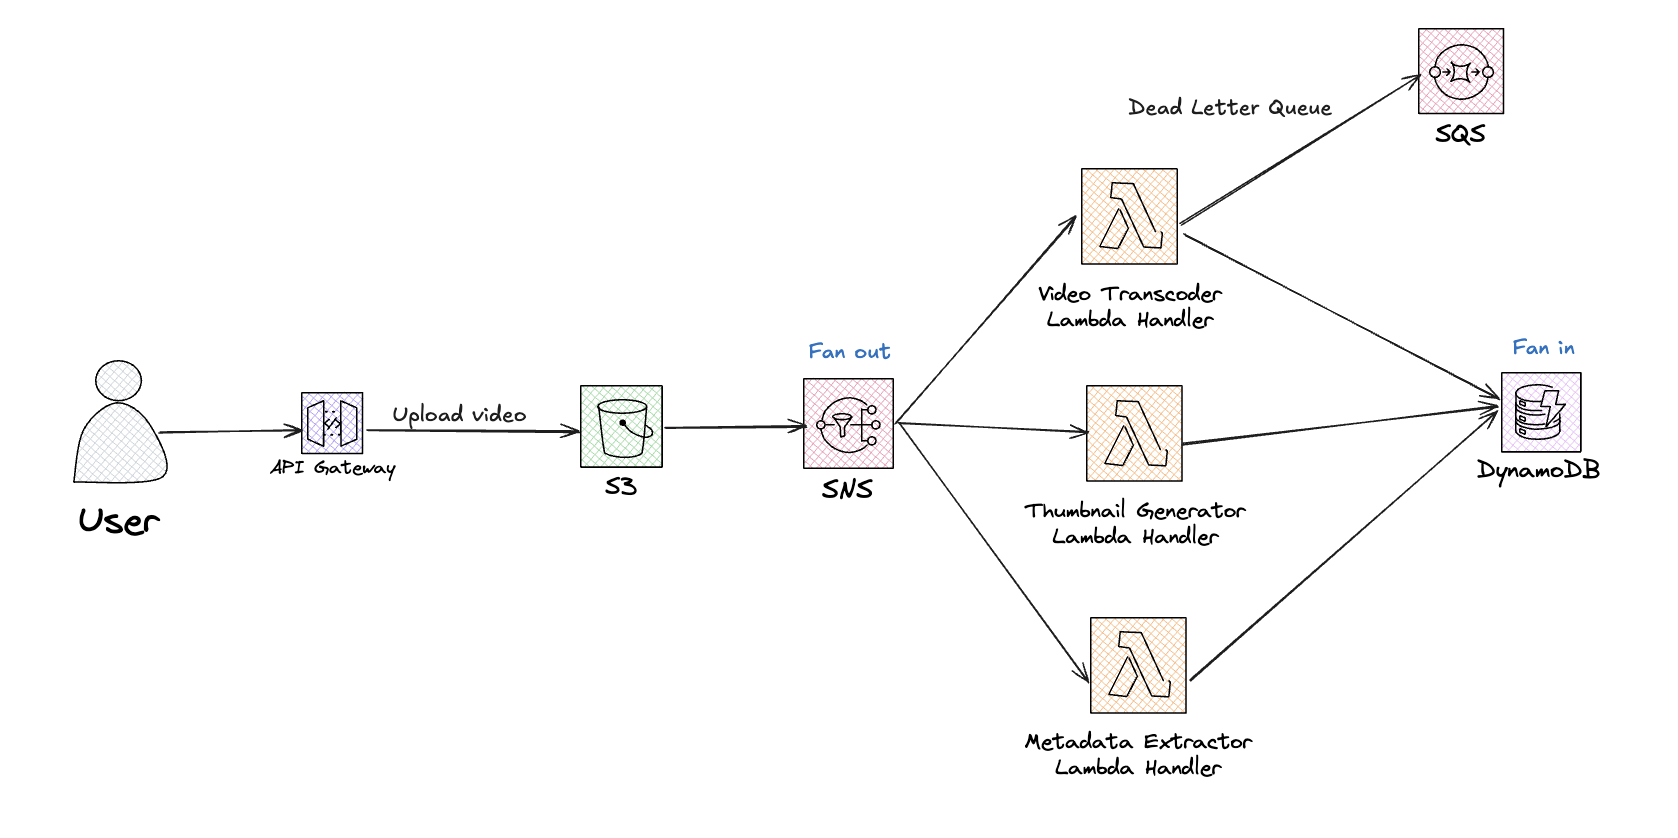 Dead Letter Queue
SQS
Video Transcoder
Lambda Handler
Fan out
Fan in
Upload video
API Gateway
User
S3
SNS
DynamoDB
Thumbnail Generator
Lambda Handler
Metadata Extractor
Lambda Handler